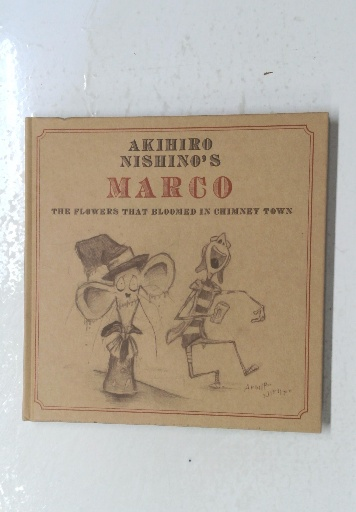 AKIHIRO
NISHINO'S
MARCO
THE FLOWERS THAT BLOOMED IN CHIMNEY TOWN